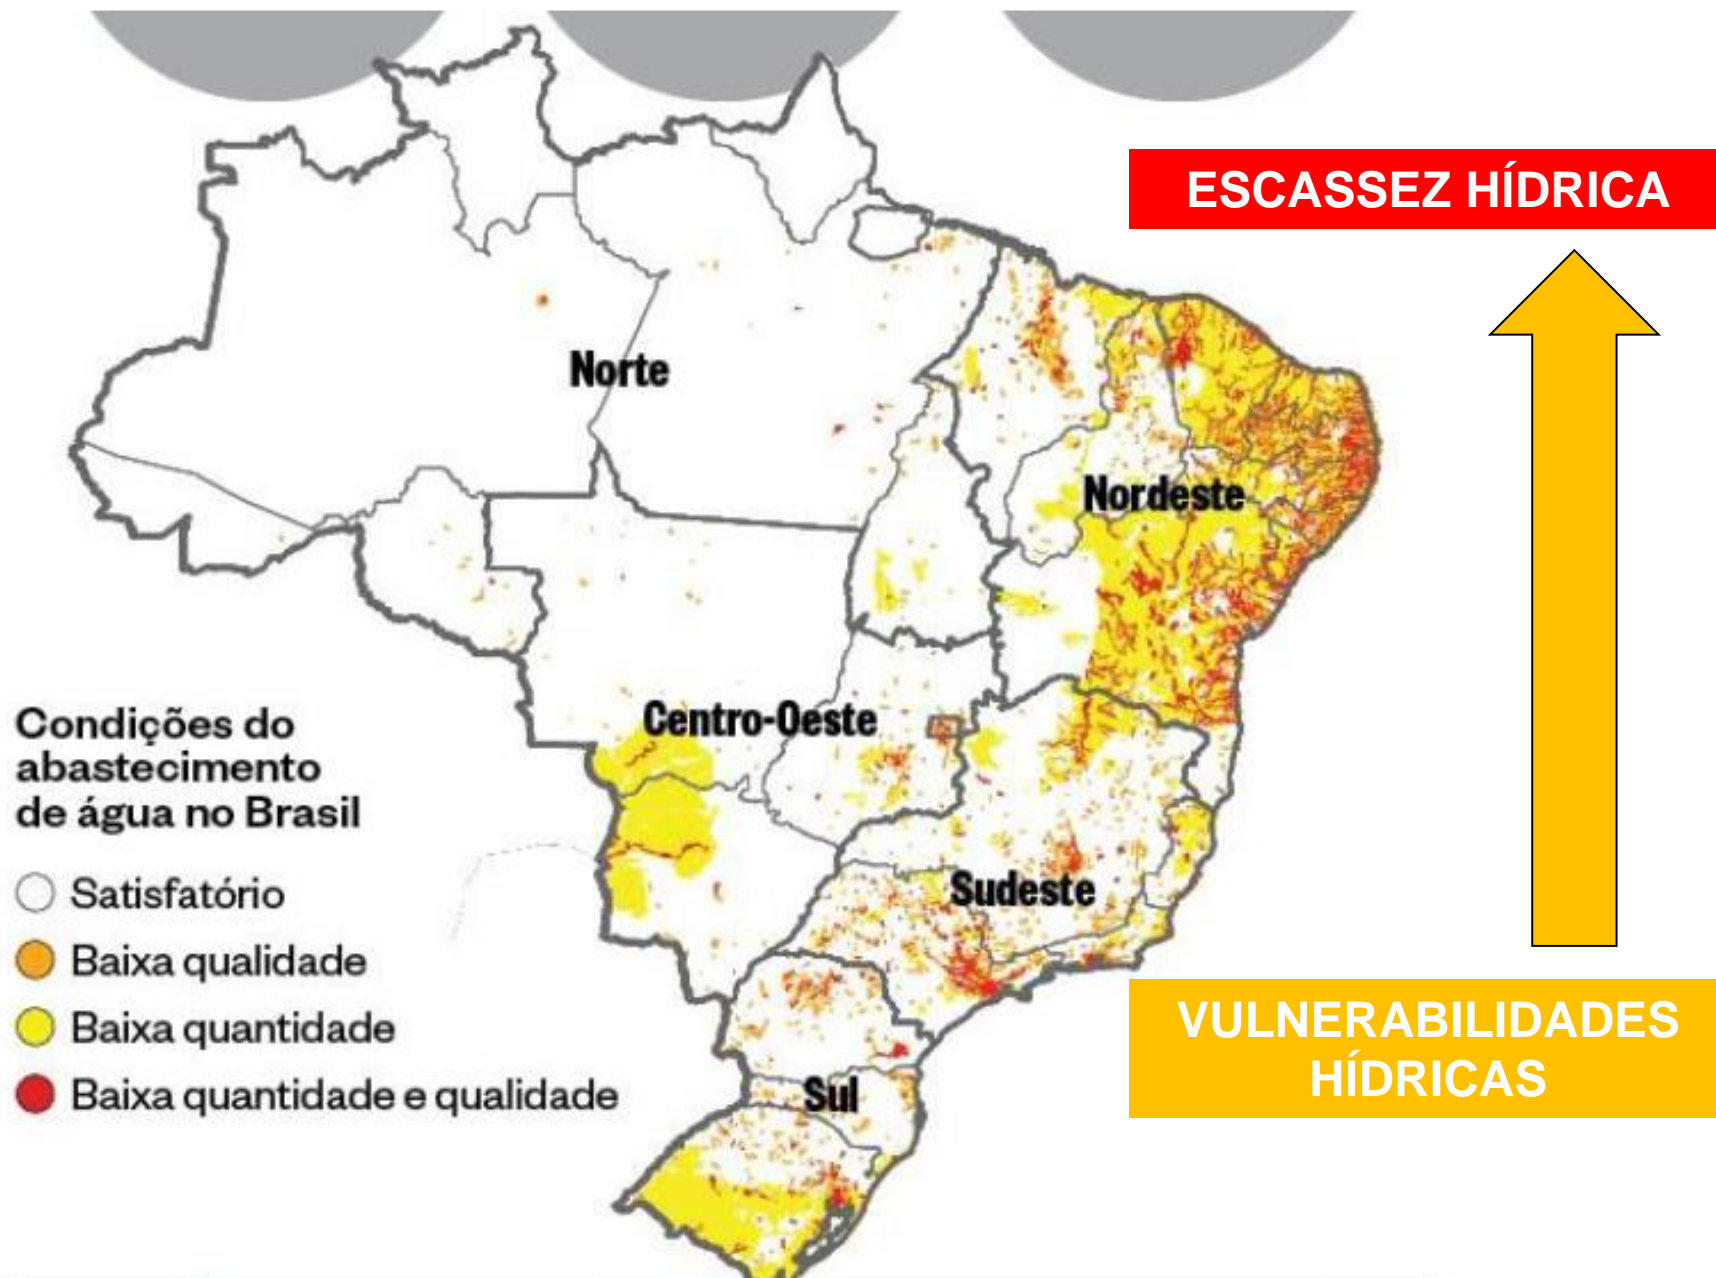 ESCASSEZ HÍDRICA
Norte
Nordeste
Centro-Oeste
Condições do
abastecimento
de água no Brasil
Satisfatório
Baixa qualidade
Baixa quantidade
Baixa quantidade e qualidade
Sudeste
Sul
VULNERABILIDADES
HÍDRICAS